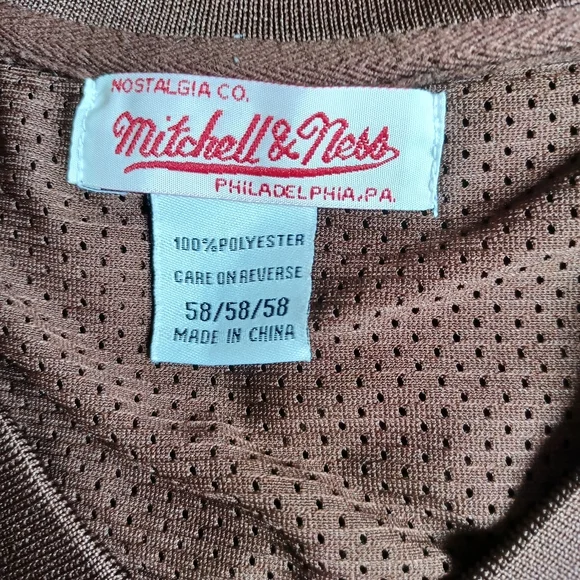 NOSTALGIA CO.
Mitchell & Ness
PHILADELPHIA, PA.
100% POLYESTER
CARE ON REVERSE
58/58/58
MADE IN CHINA